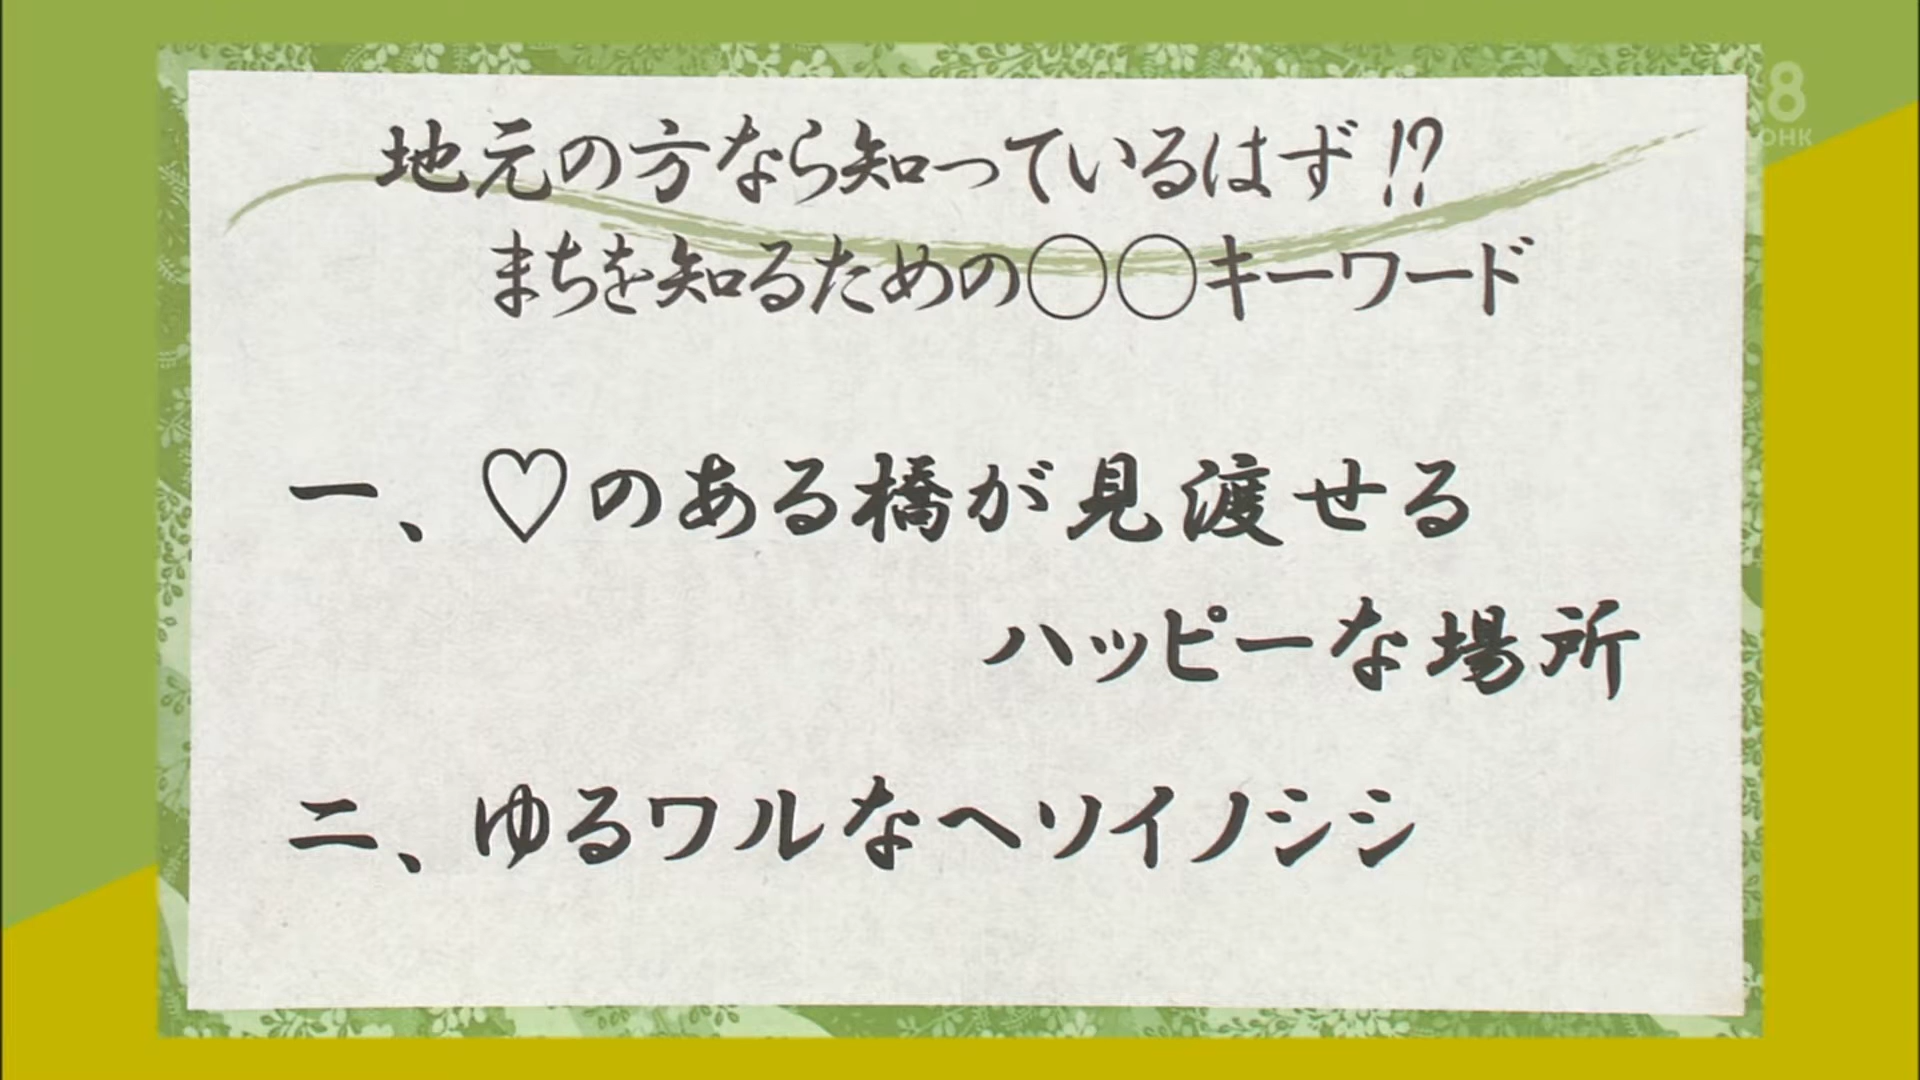 8
OHK
地元の方なら知っているはず!?
まちを知るための○○キーワード
一、♡のある橋が見渡せる
ハッピーな場所
二、ゆるワルなヘソイノシシ